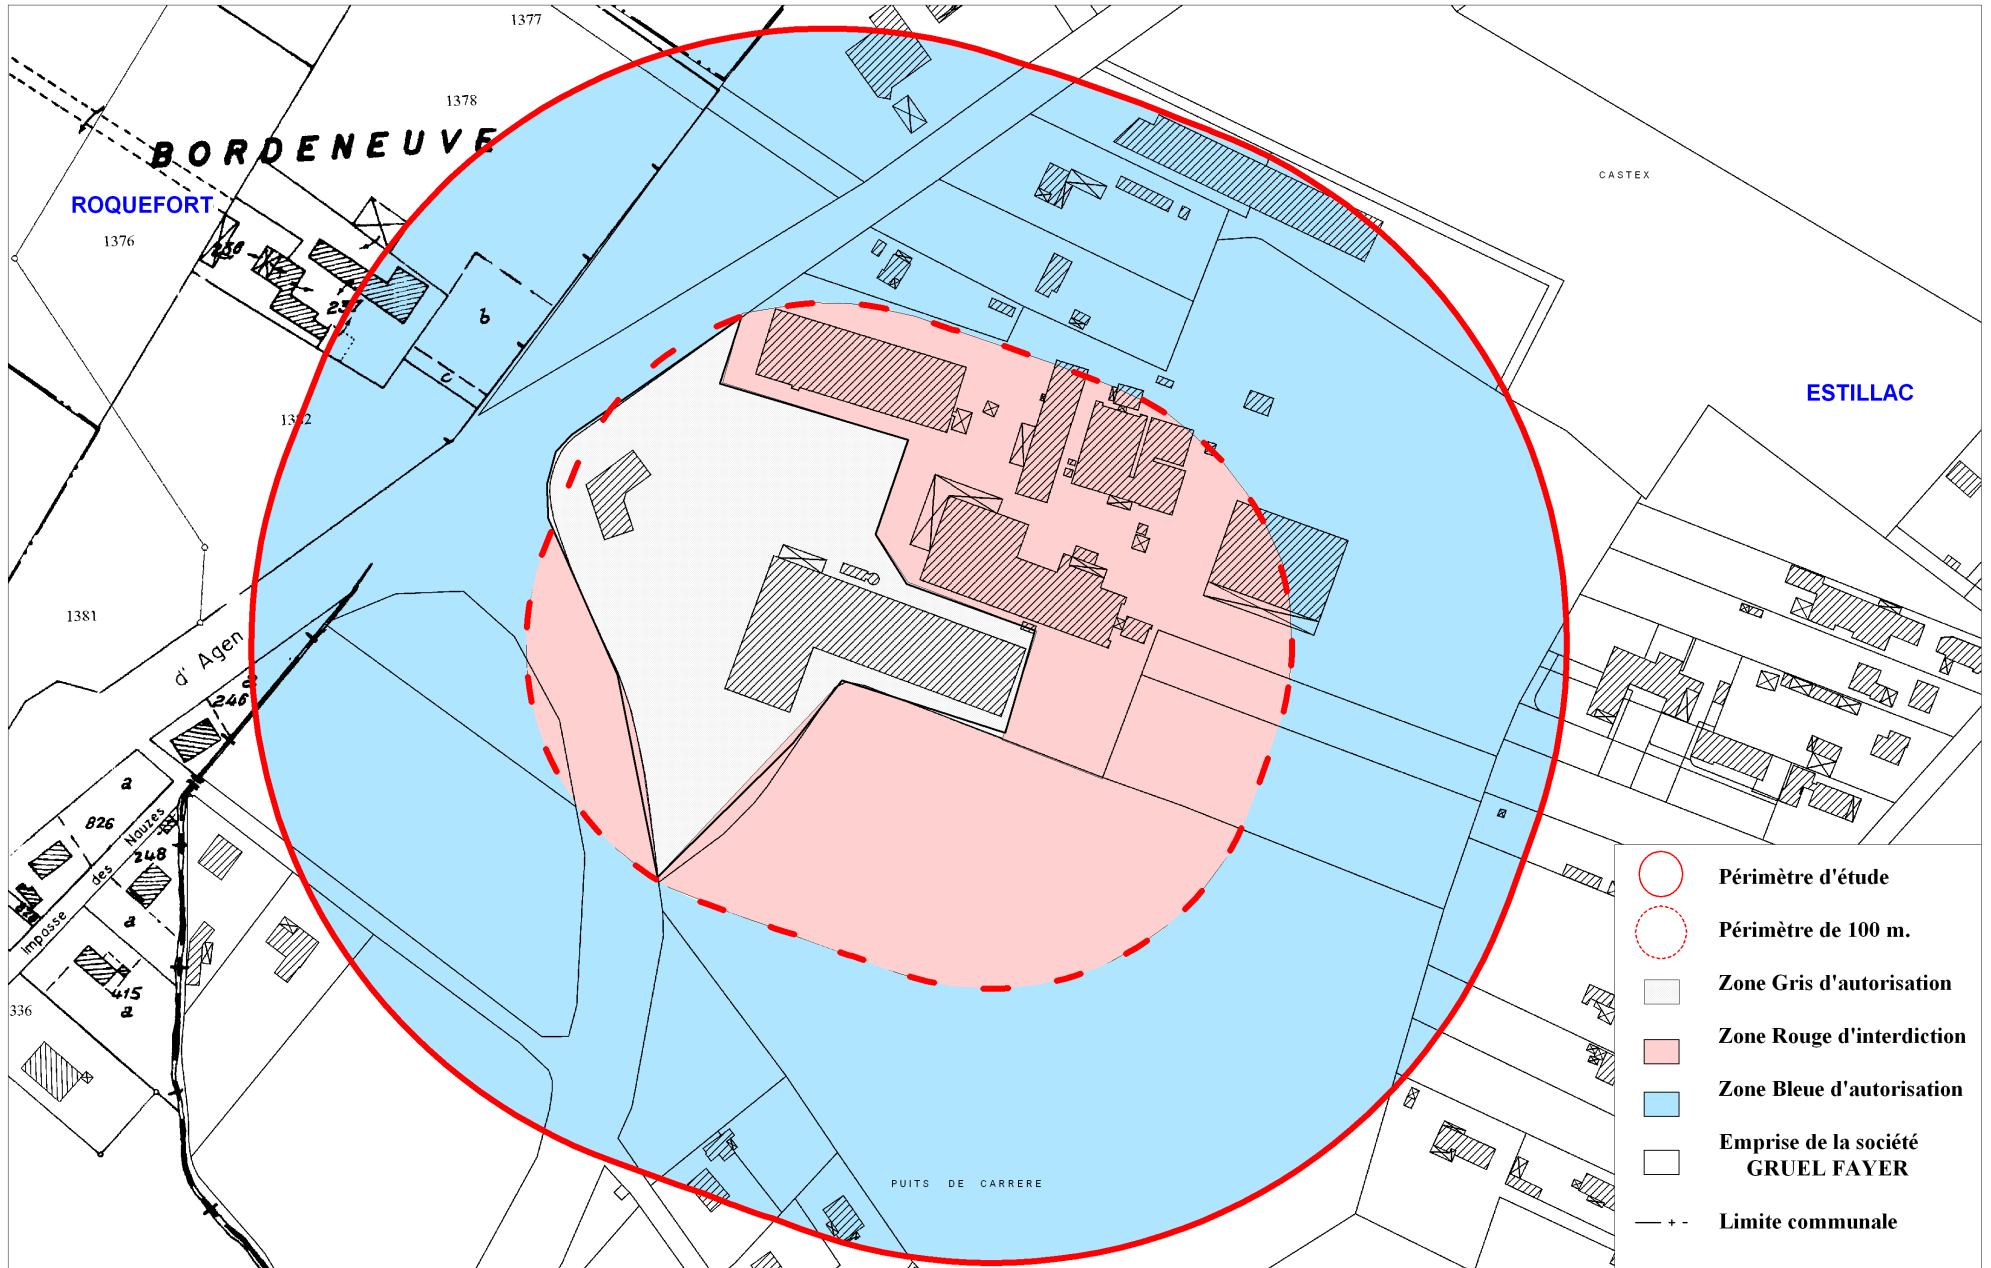 1377
1378
BORDENEUVE
CASTEX
ROQUEFORT
1376
236
237
b
c
ESTILLAC
1382
1381
d' Agen
a
246
a
826
Impasse des Nauzes
248
a
415
a
336
PUITS DE CARRERE
Périmètre d'étude
Périmètre de 100 m.
Zone Gris d'autorisation
Zone Rouge d'interdiction
Zone Bleue d'autorisation
Emprise de la société
GRUEL FAYER
Limite communale